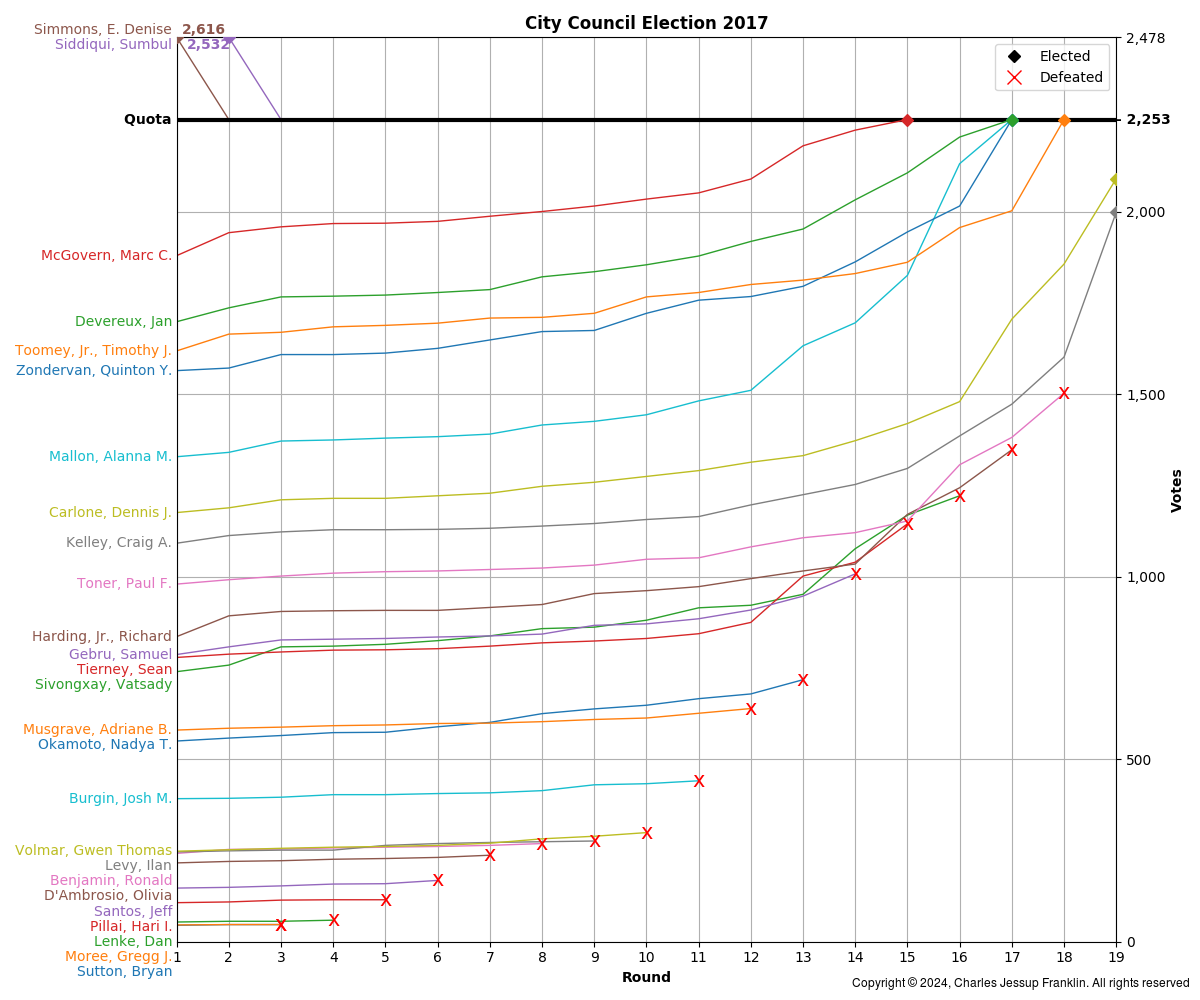 City Council Election 2017
Simmons, E. Denise 2,616
Siddiqui, Sumbul 2,532
2,478
Elected
Defeated
Quota
2,253
2,000
McGovern, Marc C.
Devereux, Jan
Toomey, Jr., Timothy J.
Zondervan, Quinton Y.
1,500
Mallon, Alanna M.
Votes
Carlone, Dennis J.
Kelley, Craig A.
1,000
Toner, Paul F.
Harding, Jr., Richard
Gebru, Samuel
Tierney, Sean
Sivongxay, Vatsady
Musgrave, Adriane B.
Okamoto, Nadya T.
500
Burgin, Josh M.
Volmar, Gwen Thomas
Levy, Ilan
Benjamin, Ronald
D'Ambrosio, Olivia
Santos, Jeff
Pillai, Hari I.
Lenke, Dan
0
Moree, Gregg J.
Sutton, Bryan
1 2 3 4 5 6 7 8 9 10 11 12 13 14 15 16 17 18 19
Round
Copyright © 2024, Charles Jessup Franklin. All rights reserved